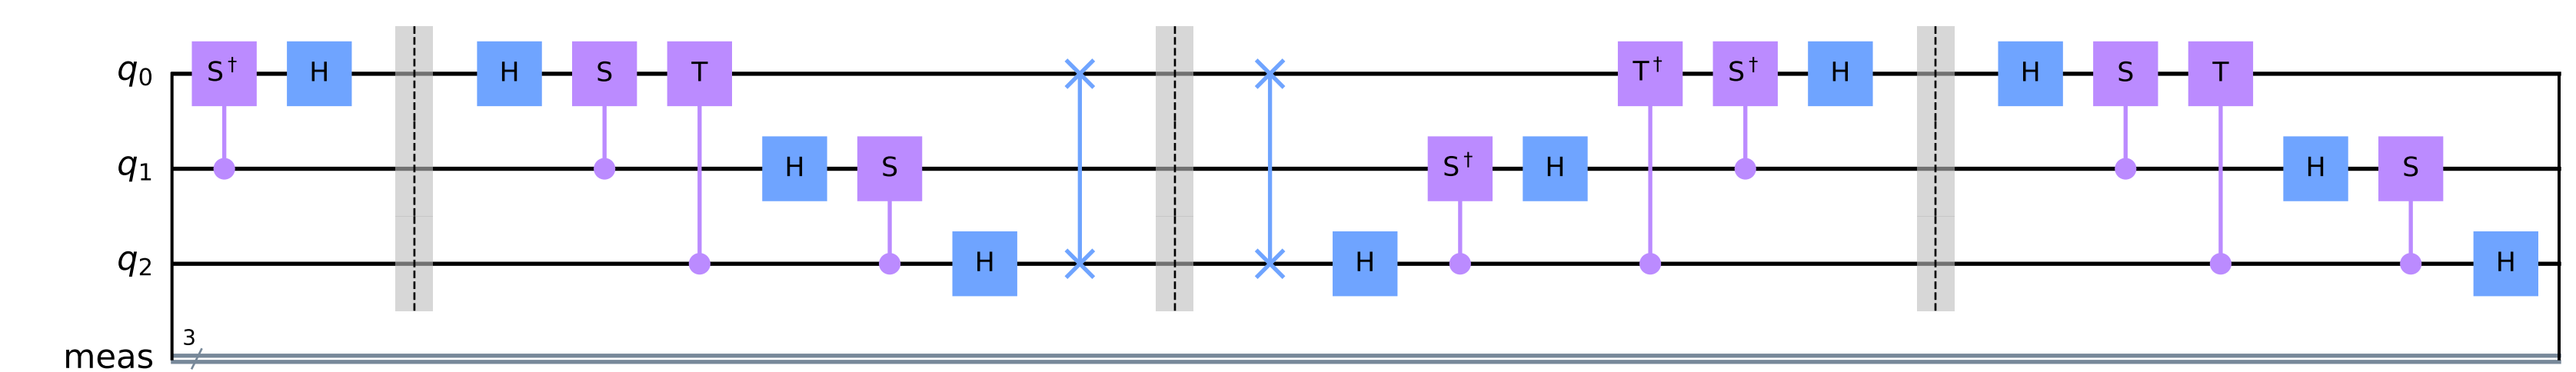 q0 S† H H S T T† S† H H S T
q1 H S S† H H S
q2 H H H
3
meas